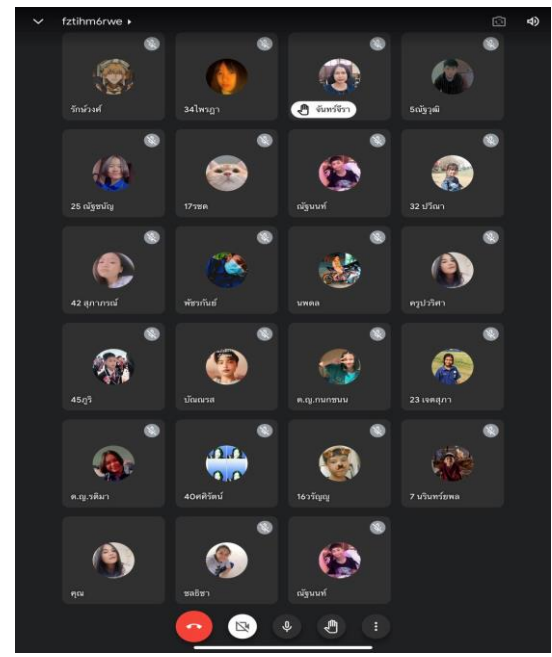 fztihm6rwe
รักษ์วงศ์
34ไพรฎา
จันทร์จิรา
5ณัฐวุฒิ
25 ณัฐชนัญ
17รชต
ณัฐนนท์
32 ปวีณา
42 สุภาภรณ์
พัชรกันย์
นพดล
ครูปวริศา
45ภูริ
บัณณรส
ด.ญ.กนกชนน
23 เจตสุภา
ด.ญ.รติมา
40ศศิรัตน์
16วรัญญู
7 นรินทร์ยพล
คุณ
ชลธิชา
ณัฐนนท์